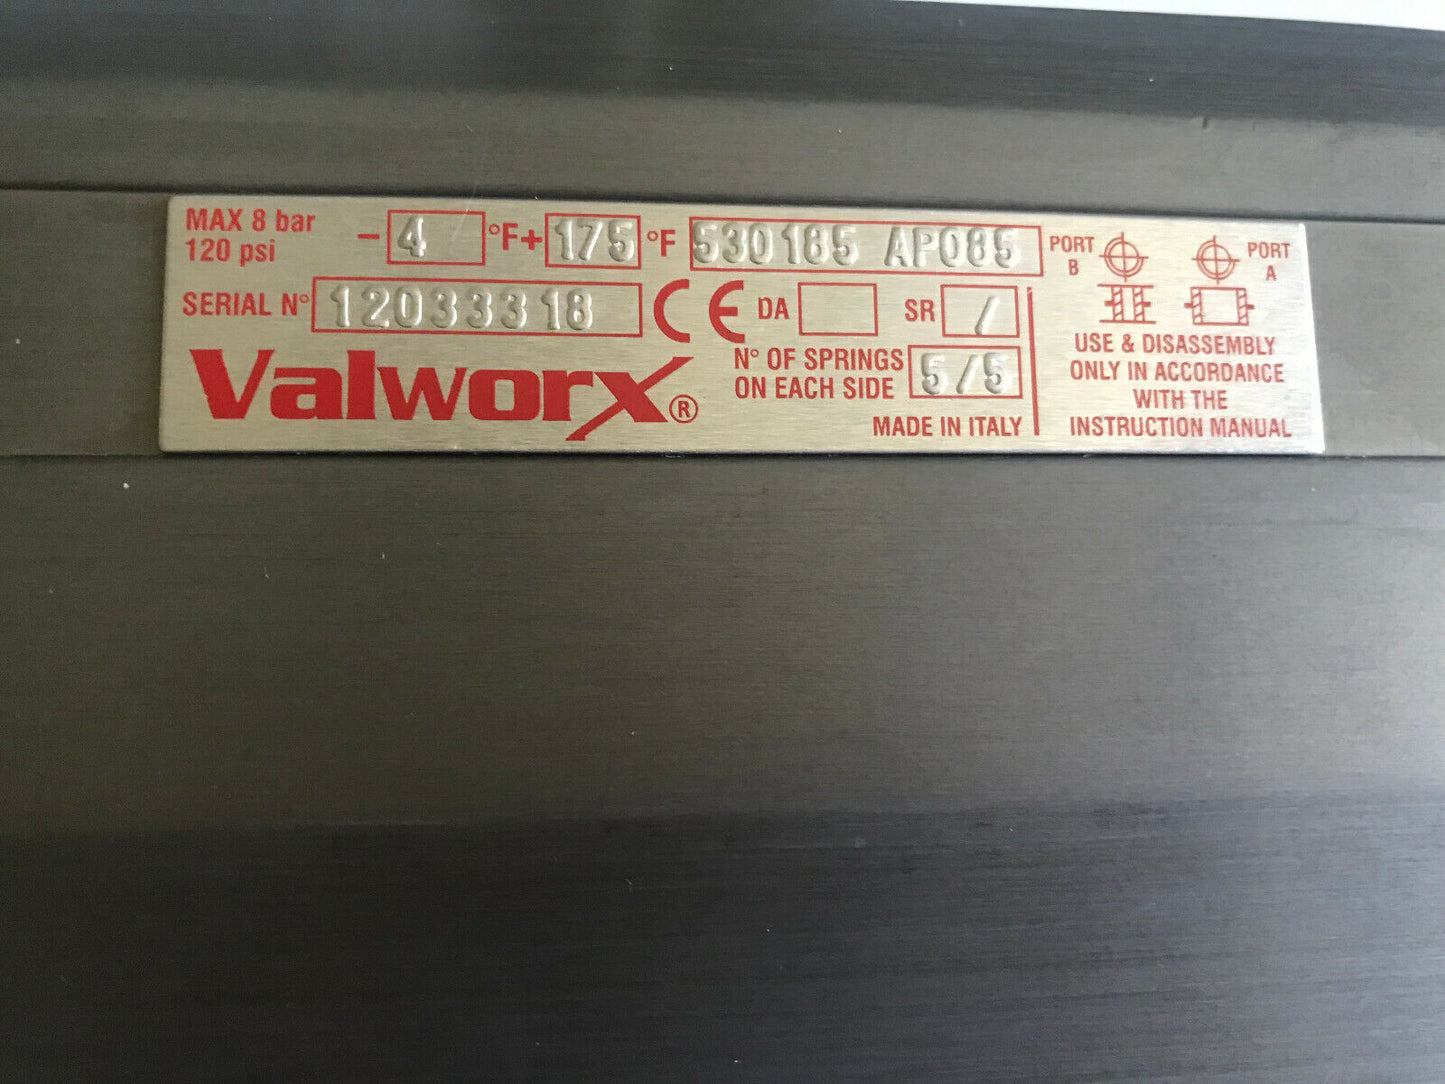 MAX 8 bar
120 psi
- 4 °F+ 175 °F 530185 AP085
SERIAL N° 12033318 CE DA SR /
Valworx®
N° OF SPRINGS
ON EACH SIDE 5/5
MADE IN ITALY
PORT
B
PORT
A
USE & DISASSEMBLY
ONLY IN ACCORDANCE
WITH THE
INSTRUCTION MANUAL